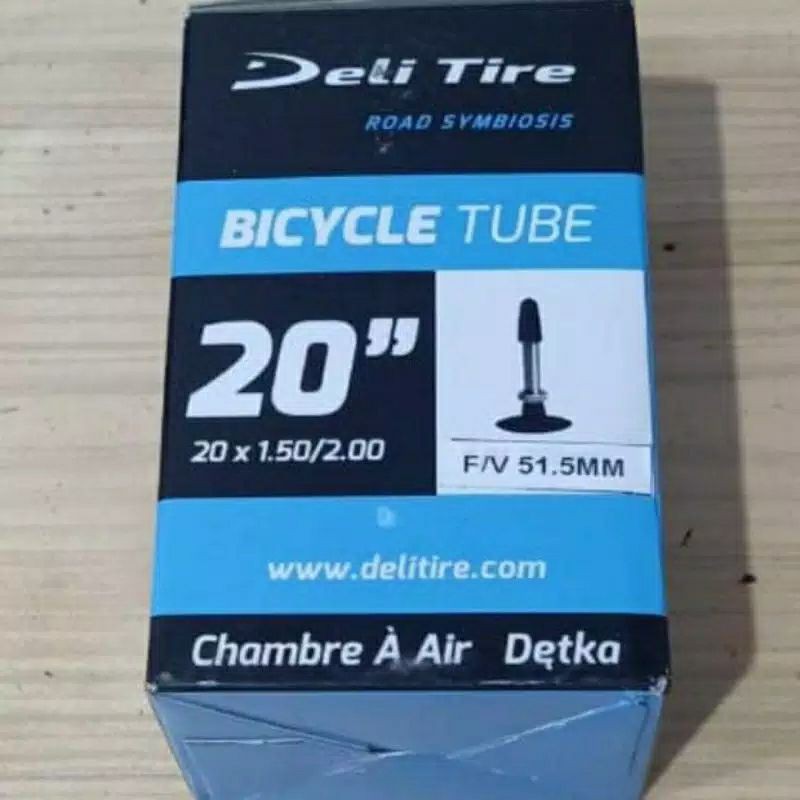 Deli Tire
ROAD SYMBIOSIS
BICYCLE TUBE
20”
20 x 1.50/2.00
F/V 51.5MM
www.delitire.com
Chambre À Air Dętka